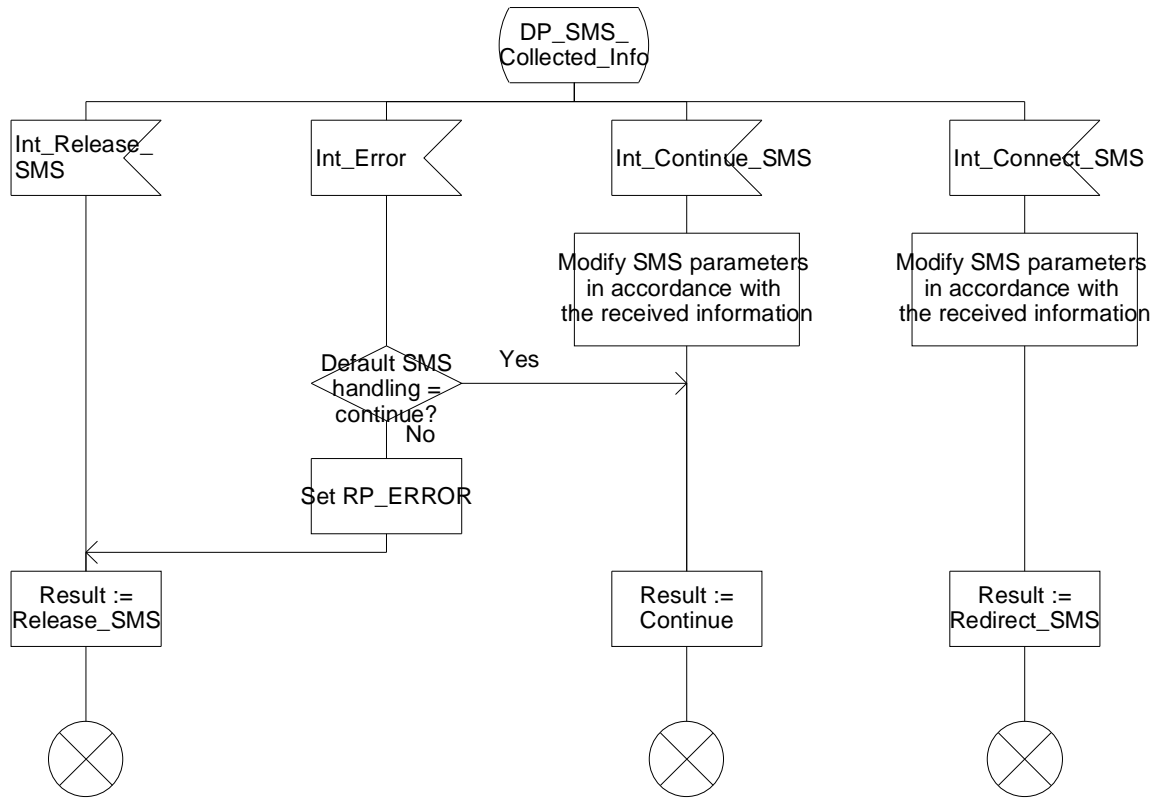 DP_SMS_
Collected_Info
Int_Release_
SMS
Int_Error
Int_Continue_SMS
Int_Connect_SMS
Modify SMS parameters
in accordance with
the received information
Modify SMS parameters
in accordance with
the received information
Default SMS
handling =
continue?
Yes
No
Set RP_ERROR
Result :=
Release_SMS
Result :=
Continue
Result :=
Redirect_SMS